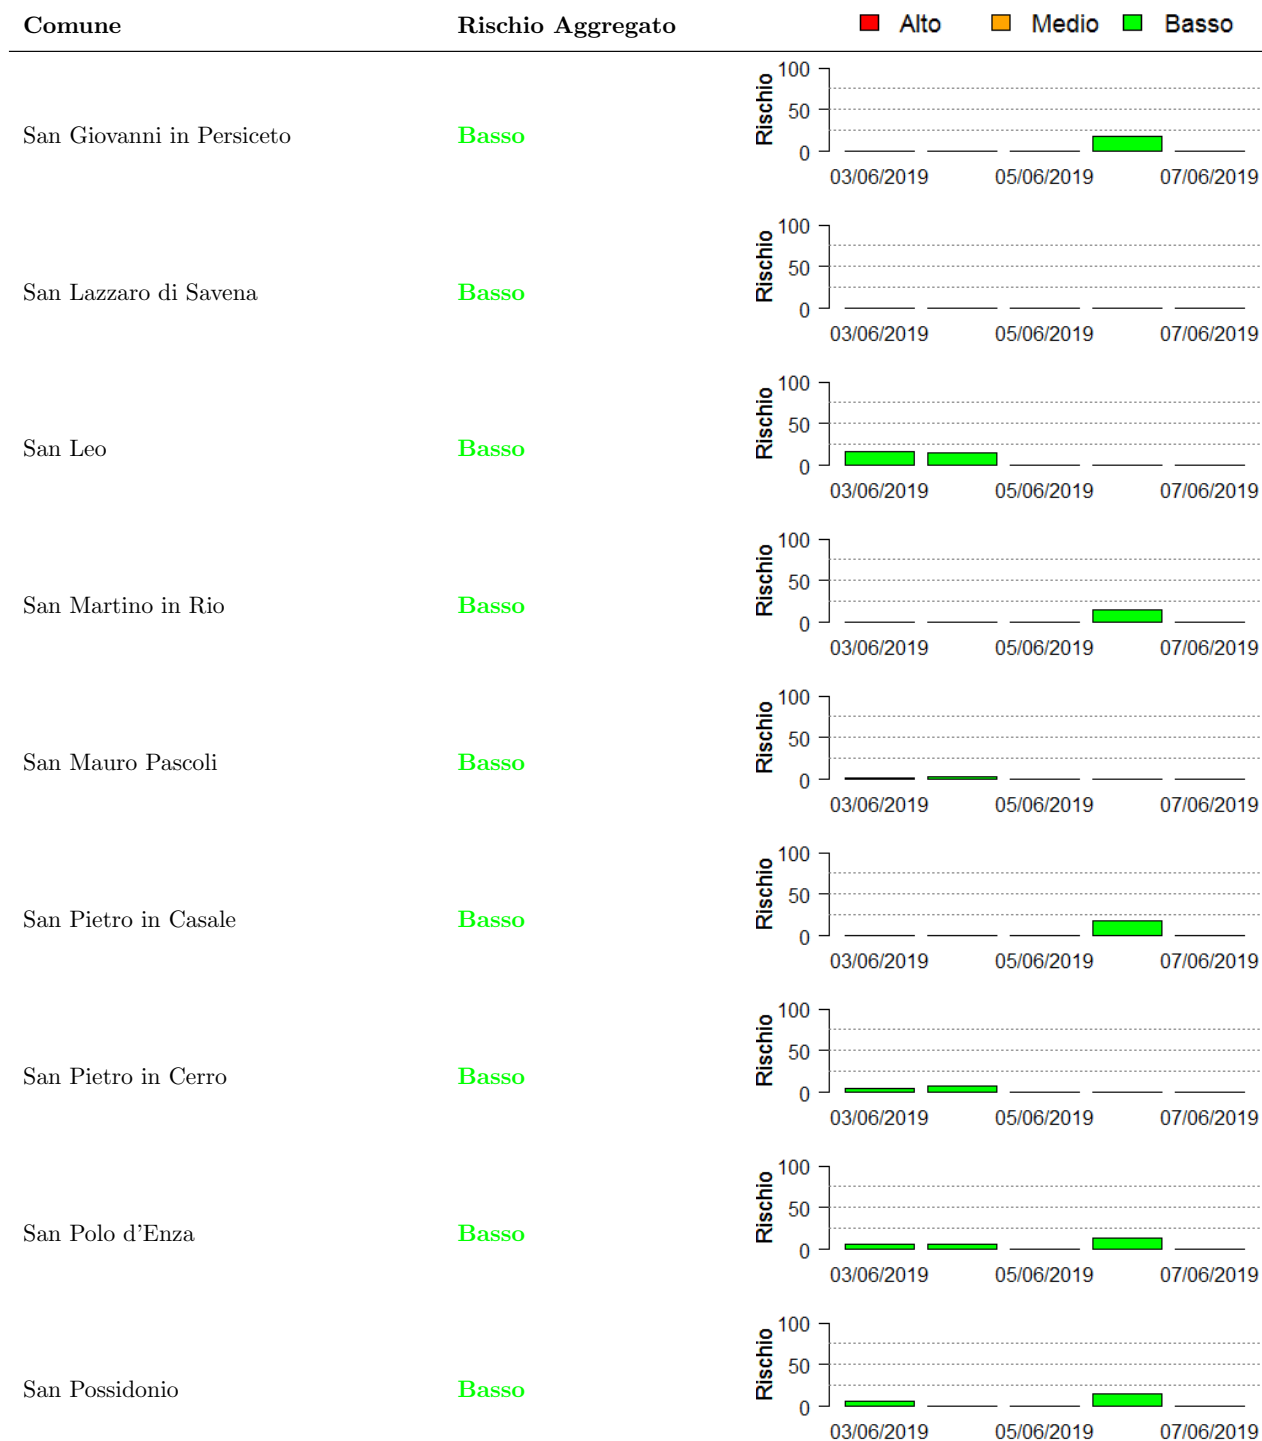 Comune Rischio Aggregato Alto Medio Basso
San Giovanni in Persiceto Basso Rischio 100 50 0
03/06/2019 05/06/2019 07/06/2019
San Lazzaro di Savena Basso Rischio 100 50 0
03/06/2019 05/06/2019 07/06/2019
San Leo Basso Rischio 100 50 0
03/06/2019 05/06/2019 07/06/2019
San Martino in Rio Basso Rischio 100 50 0
03/06/2019 05/06/2019 07/06/2019
San Mauro Pascoli Basso Rischio 100 50 0
03/06/2019 05/06/2019 07/06/2019
San Pietro in Casale Basso Rischio 100 50 0
03/06/2019 05/06/2019 07/06/2019
San Pietro in Cerro Basso Rischio 100 50 0
03/06/2019 05/06/2019 07/06/2019
San Polo d'Enza Basso Rischio 100 50 0
03/06/2019 05/06/2019 07/06/2019
San Possidonio Basso Rischio 100 50 0
03/06/2019 05/06/2019 07/06/2019